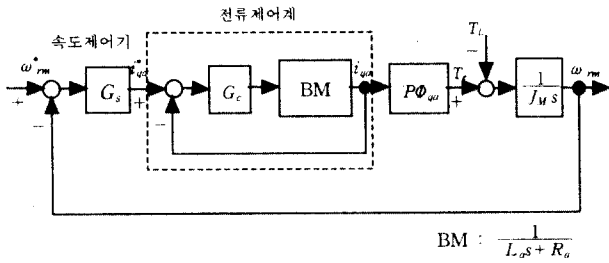 전류제어계
속도제어기
ω*rm
i*qa
iqa
TL
ωrm
+
−
Gs
+
−
Gc
BM
PΦqa
+
−
1
JM s
BM : 1
Las + Ra